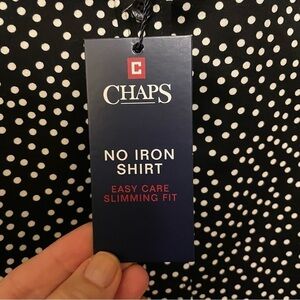 C
CHAPS
NO IRON
SHIRT
EASY CARE
SLIMMING FIT